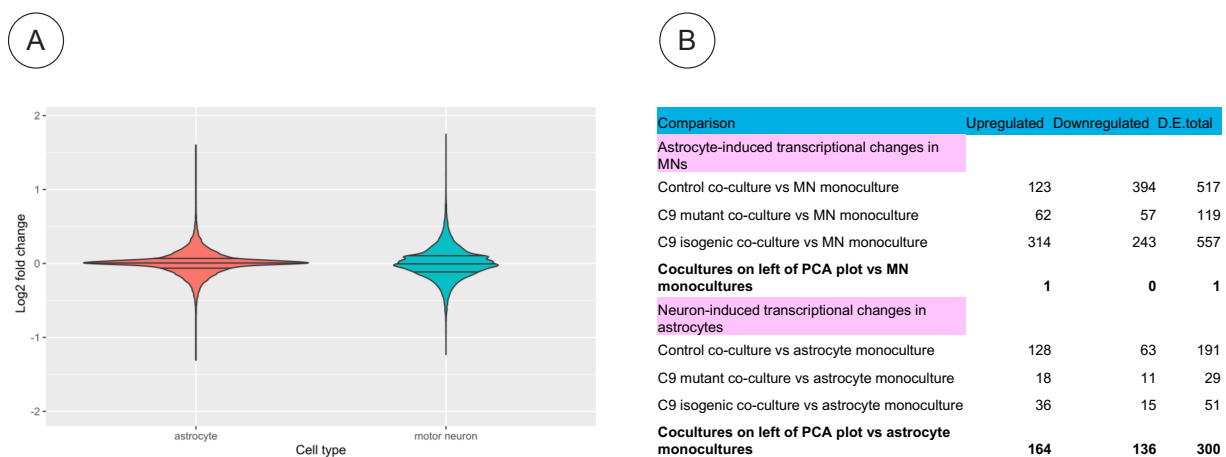 A
Log2 fold change
2
1
0
-1
-2
astrocyte motor neuron
Cell type
B
Comparison Upregulated Downregulated D.E.total
Astrocyte-induced transcriptional changes in
MNs
Control co-culture vs MN monoculture 123 394 517
C9 mutant co-culture vs MN monoculture 62 57 119
C9 isogenic co-culture vs MN monoculture 314 243 557
Cocultures on left of PCA plot vs MN
monocultures 1 0 1
Neuron-induced transcriptional changes in
astrocytes
Control co-culture vs astrocyte monoculture 128 63 191
C9 mutant co-culture vs astrocyte monoculture 18 11 29
C9 isogenic co-culture vs astrocyte monoculture 36 15 51
Cocultures on left of PCA plot vs astrocyte
monocultures 164 136 300